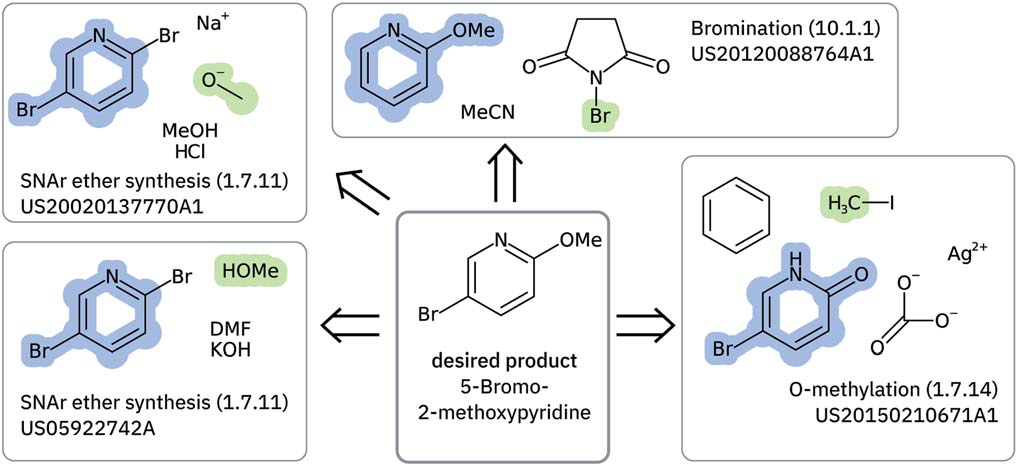 N
Br
Na+
Br
O−
MeOH
HCl
SNAr ether synthesis (1.7.11)
US20020137770A1
N
OMe
O
N
O
Br
MeCN
Bromination (10.1.1)
US20120088764A1
N
Br
Br
HOMe
DMF
KOH
SNAr ether synthesis (1.7.11)
US05922742A
N
OMe
Br
desired product
5-Bromo-
2-methoxypyridine
H3C
I
Ag2+
H
N
O
Br
O−
O−
O
O-methylation (1.7.14)
US20150210671A1